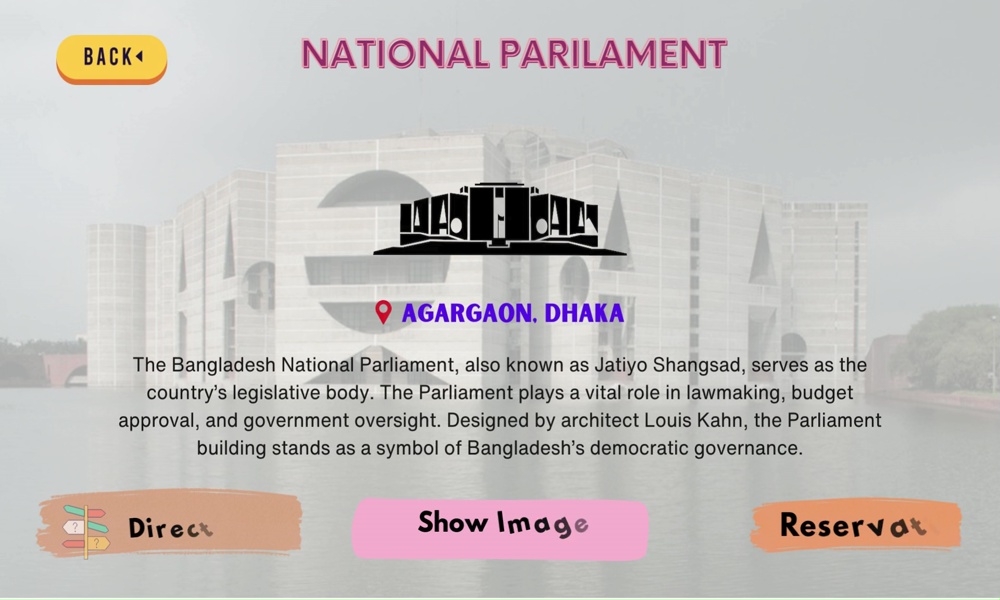 BACK
NATIONAL PARILAMENT
AGARGAON, DHAKA
The Bangladesh National Parliament, also known as Jatiyo Shangsad, serves as the
country's legislative body. The Parliament plays a vital role in lawmaking, budget
approval, and government oversight. Designed by architect Louis Kahn, the Parliament
building stands as a symbol of Bangladesh's democratic governance.
? Direct
Show Image
Reservat